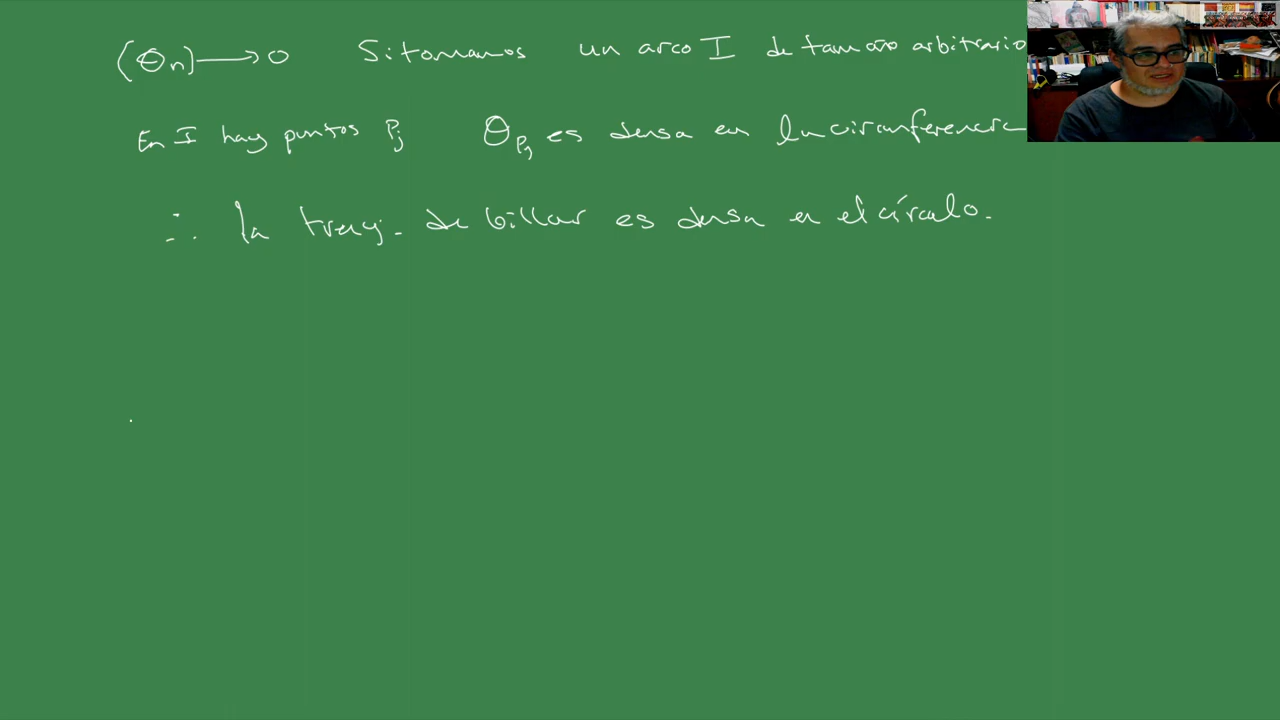 (Θn) → 0 Si tomamos un arco I de tamaño arbitrario
En I hay puntos Pj ΘPj es densa en la circunferencia
∴ la tray. de billar es densa en el círculo.